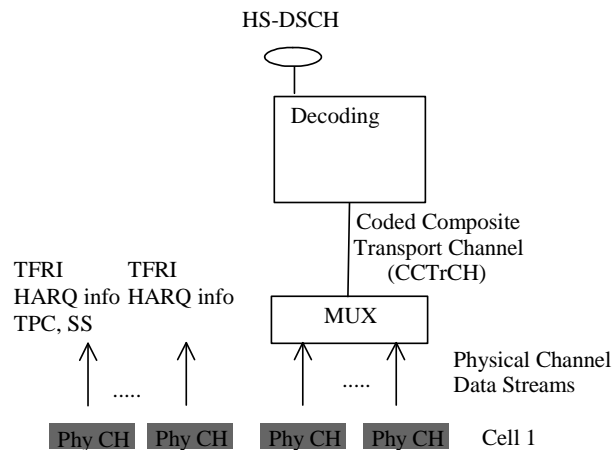 HS-DSCH
Decoding
Coded Composite
Transport Channel
(CCTrCH)
TFRI
HARQ info
TPC, SS
TFRI
HARQ info
MUX
Physical Channel
Data Streams
.....
.....
Phy CH
Phy CH
Phy CH
Phy CH
Cell 1